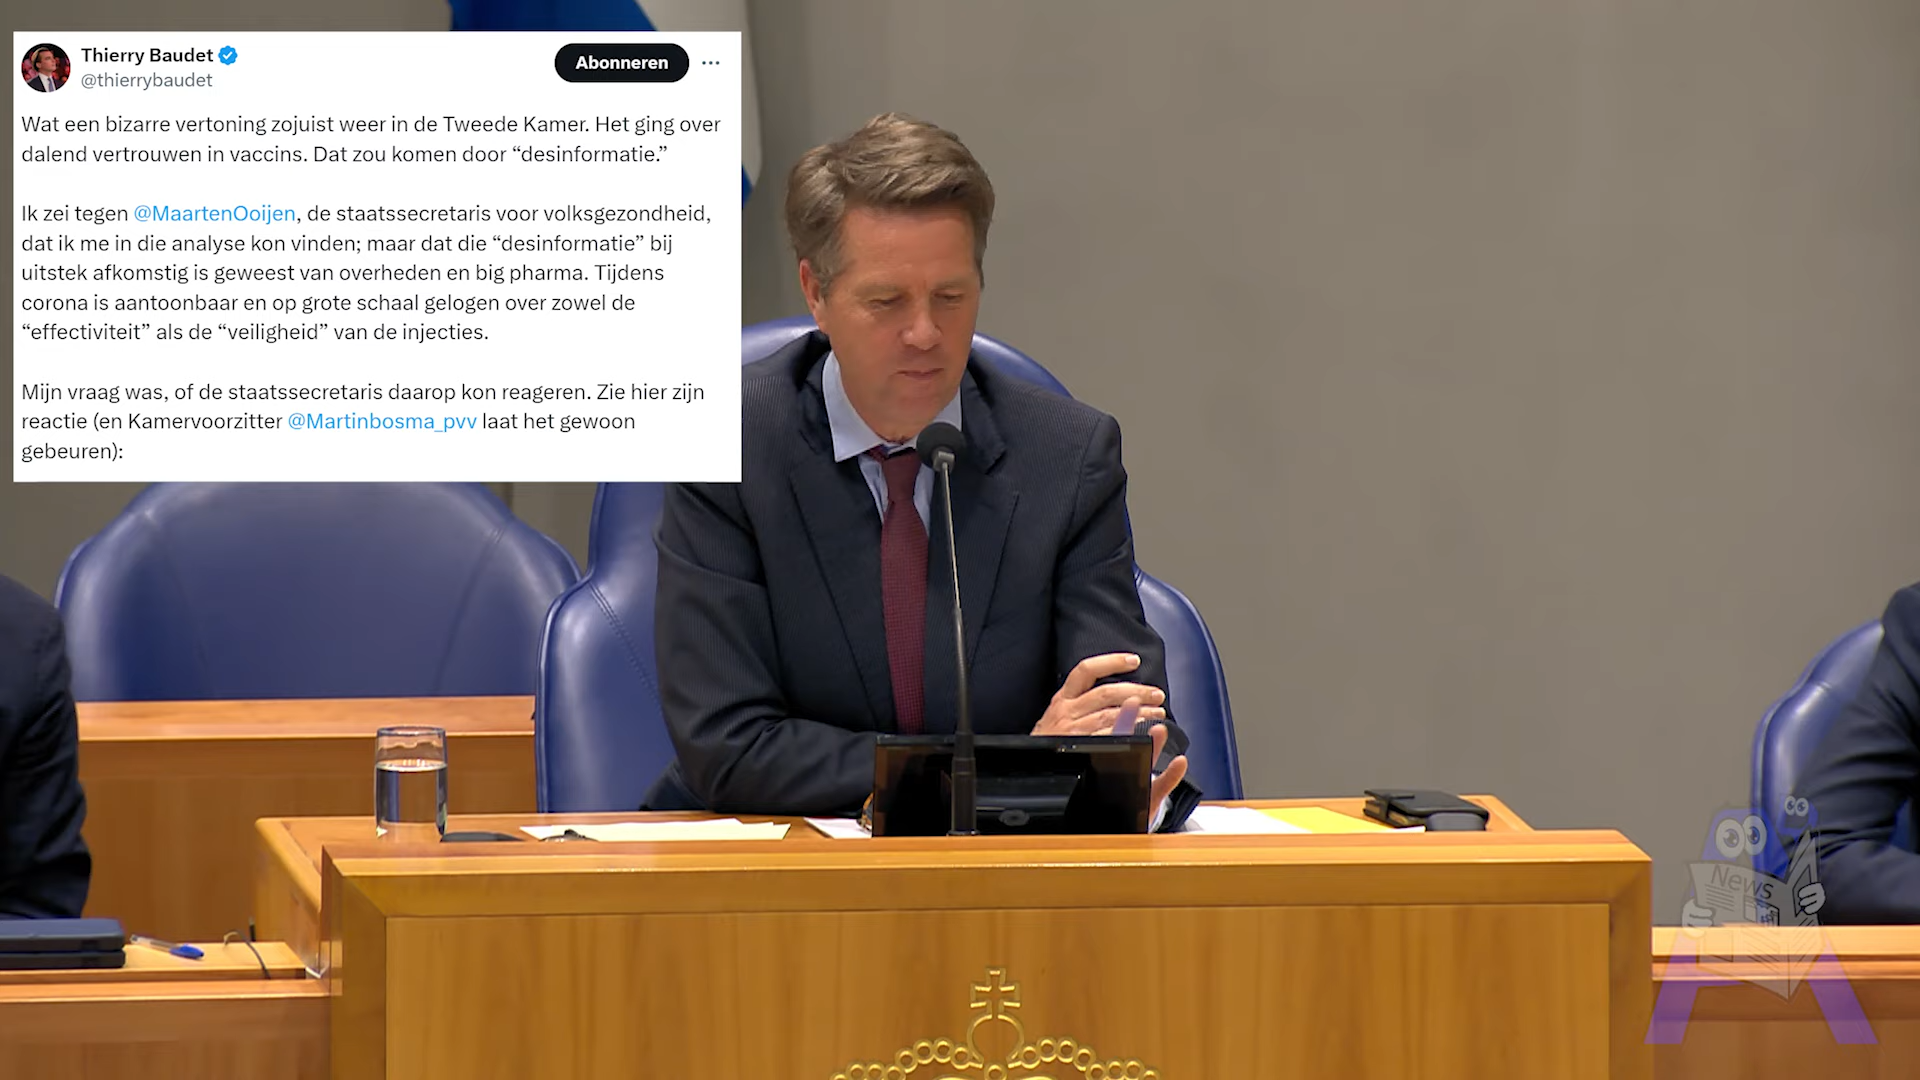 Thierry Baudet
@thierrybaudet
Abonneren
Wat een bizarre vertoning zojuist weer in de Tweede Kamer. Het ging over
dalend vertrouwen in vaccins. Dat zou komen door “desinformatie.”
Ik zei tegen @MaartenOoijen, de staatssecretaris voor volksgezondheid,
dat ik me in die analyse kon vinden; maar dat die “desinformatie” bij
uitstek afkomstig is geweest van overheden en big pharma. Tijdens
corona is aantoonbaar en op grote schaal gelogen over zowel de
“effectiviteit” als de “veiligheid” van de injecties.
Mijn vraag was, of de staatssecretaris daarop kon reageren. Zie hier zijn
reactie (en Kamervoorzitter @Martinbosma_pvv laat het gewoon
gebeuren):
News